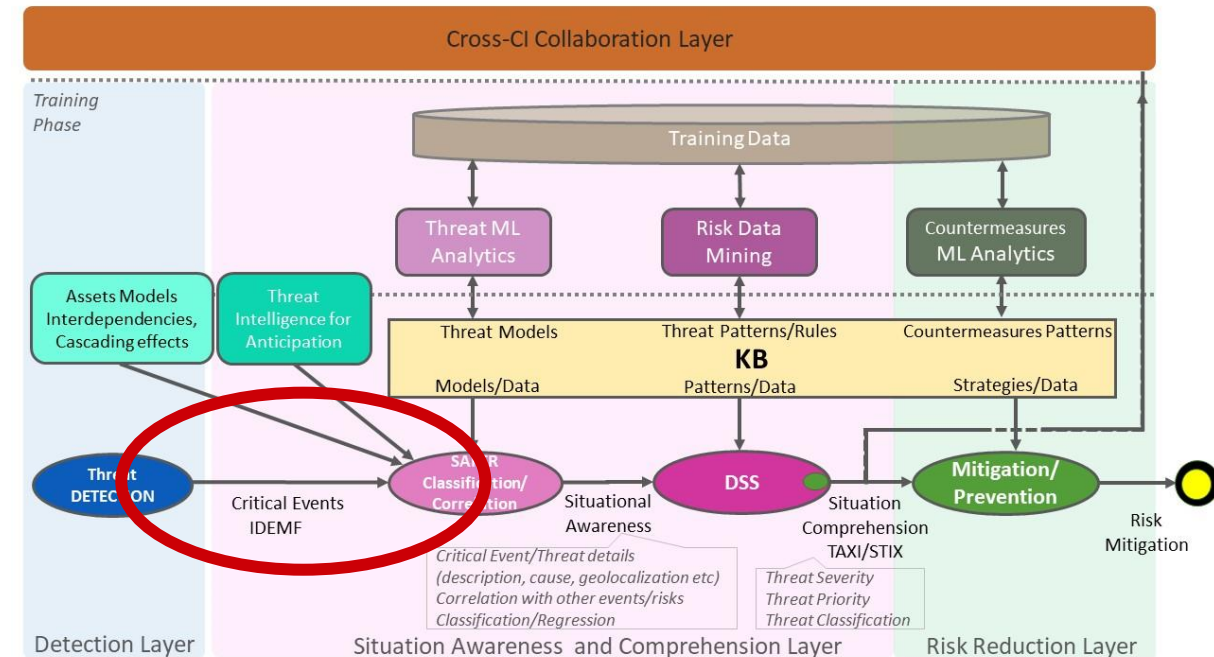 Cross-CI Collaboration Layer
Training
Phase
Training Data
Threat ML
Analytics
Risk Data
Mining
Countermeasures
ML Analytics
Assets Models
Interdependencies,
Cascading effects
Threat
Intelligence for
Anticipation
Threat Models
Threat Patterns/Rules
Countermeasures Patterns
KB
Models/Data
Patterns/Data
Strategies/Data
Threat
DETECTION
Critical Events
IDEMF
Classification/
Correlation
Situational
Awareness
DSS
Situation
Comprehension
TAXI/STIX
Mitigation/
Prevention
Risk
Mitigation
Critical Event/Threat details
(description, cause, geolocalization etc)
Correlation with other events/risks
Classification/Regression
Threat Severity
Threat Priority
Threat Classification
Detection Layer
Situation Awareness and Comprehension Layer
Risk Reduction Layer